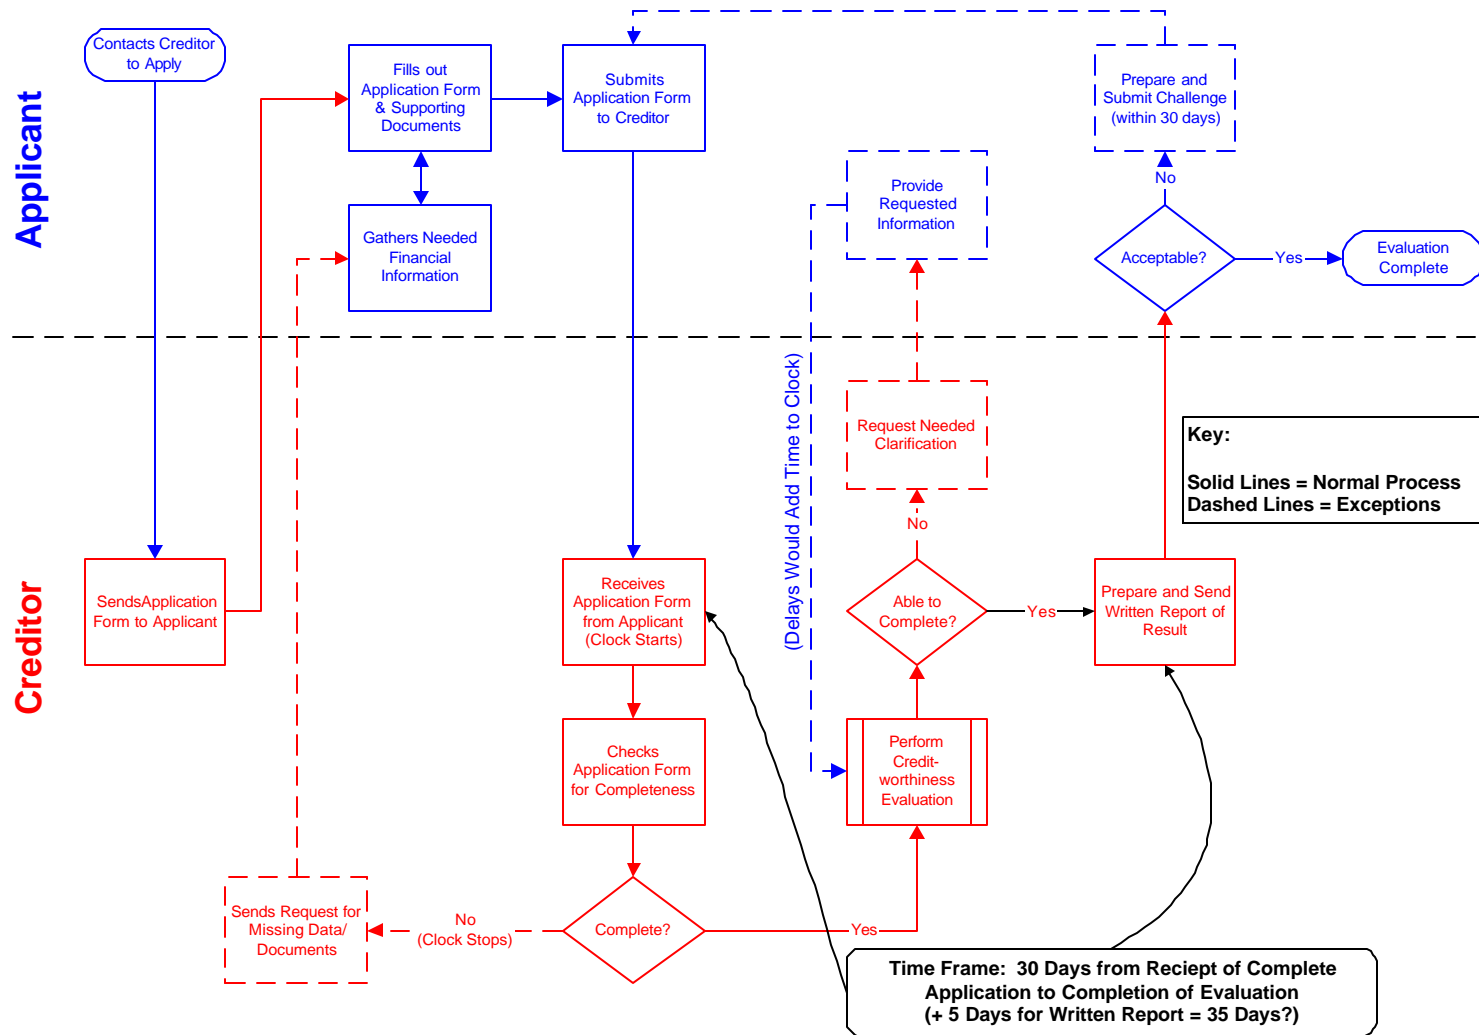 Applicant
Contacts Creditor
to Apply
Fills out
Application Form
& Supporting
Documents
Submits
Application Form
to Creditor
Prepare and
Submit Challenge
(within 30 days)
No
Provide
Requested
Information
Gathers Needed
Financial
Information
Acceptable?
Yes
Evaluation
Complete
(Delays Would Add Time to Clock)
Request Needed
Clarification
No
Key:
Solid Lines = Normal Process
Dashed Lines = Exceptions
Creditor
SendsApplication
Form to Applicant
Receives
Application Form
from Applicant
(Clock Starts)
Able to
Complete?
Yes
Prepare and Send
Written Report of
Result
Checks
Application Form
for Completeness
Perform
Credit-
worthiness
Evaluation
Sends Request for
Missing Data/
Documents
No
(Clock Stops)
Complete?
Yes
Time Frame:  30 Days from Reciept of Complete
Application to Completion of Evaluation
(+ 5 Days for Written Report = 35 Days?)